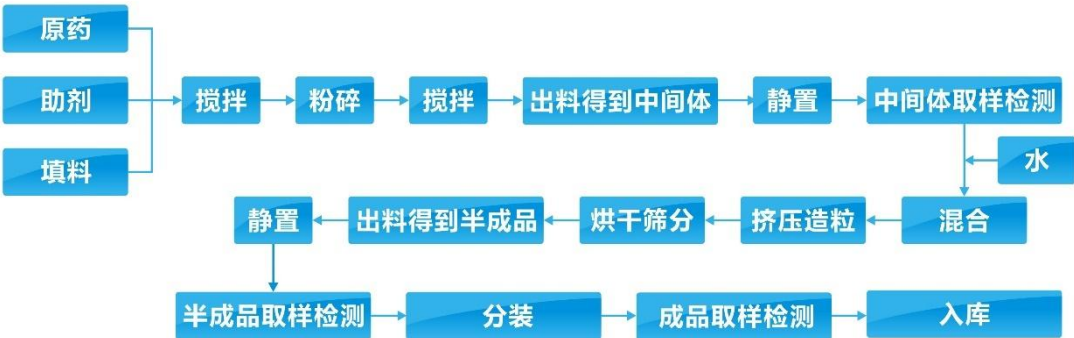 原药
助剂
填料
搅拌
粉碎
搅拌
出料得到中间体
静置
中间体取样检测
水
混合
挤压造粒
烘干筛分
出料得到半成品
静置
半成品取样检测
分装
成品取样检测
入库